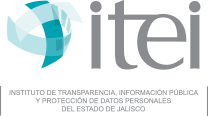 itei
INSTITUTO DE TRANSPARENCIA, INFORMACIÓN PÚBLICA
Y PROTECCIÓN DE DATOS PERSONALES
DEL ESTADO DE JALISCO